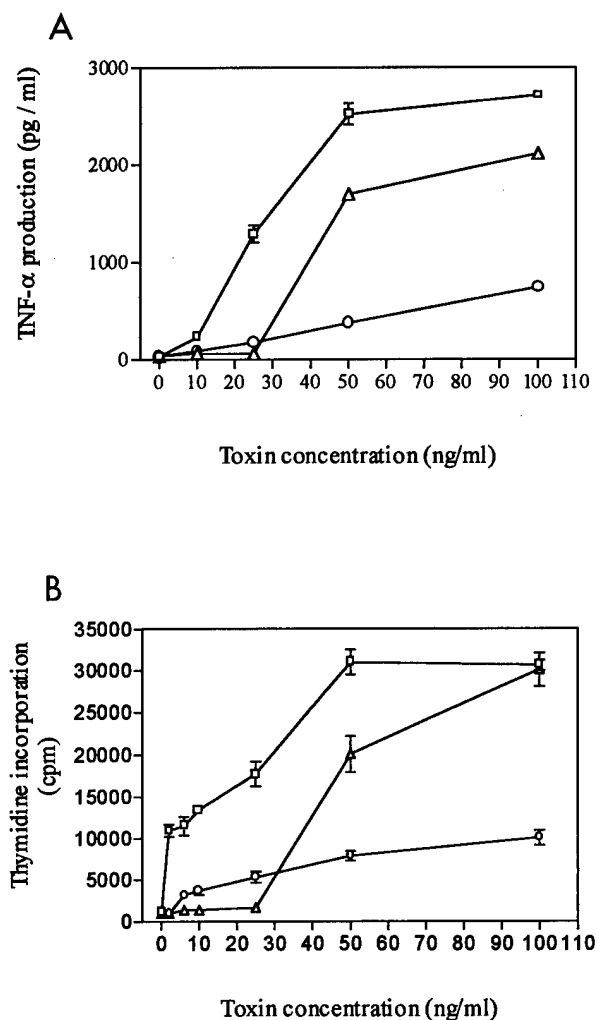 A
TNF-α production (pg / ml)
3000
2000
1000
0
0 10 20 30 40 50 60 70 80 90 100 110
Toxin concentration (ng/ml)
B
Thymidine incorporation
(cpm)
35000
30000
25000
20000
15000
10000
5000
0
0 10 20 30 40 50 60 70 80 90 100 110
Toxin concentration (ng/ml)